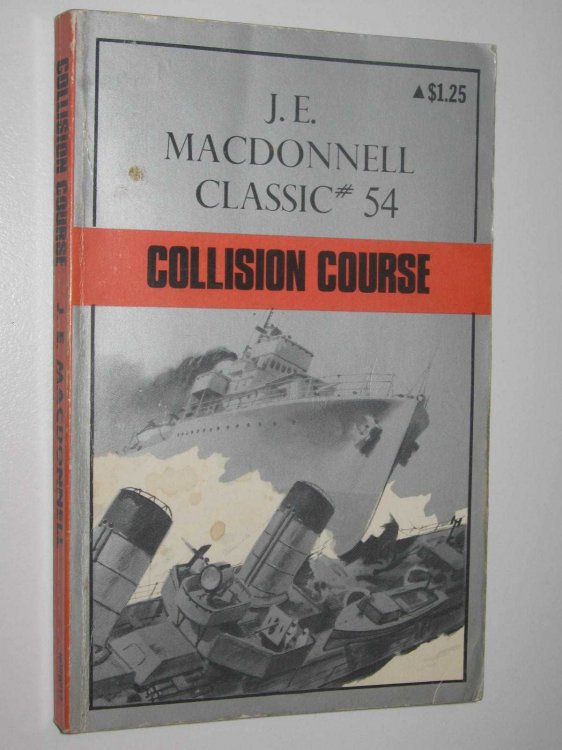 ▲$1.25
J. E.
MACDONNELL
CLASSIC# 54
COLLISION COURSE
COLLISION COURSE J. E. MACDONNELL